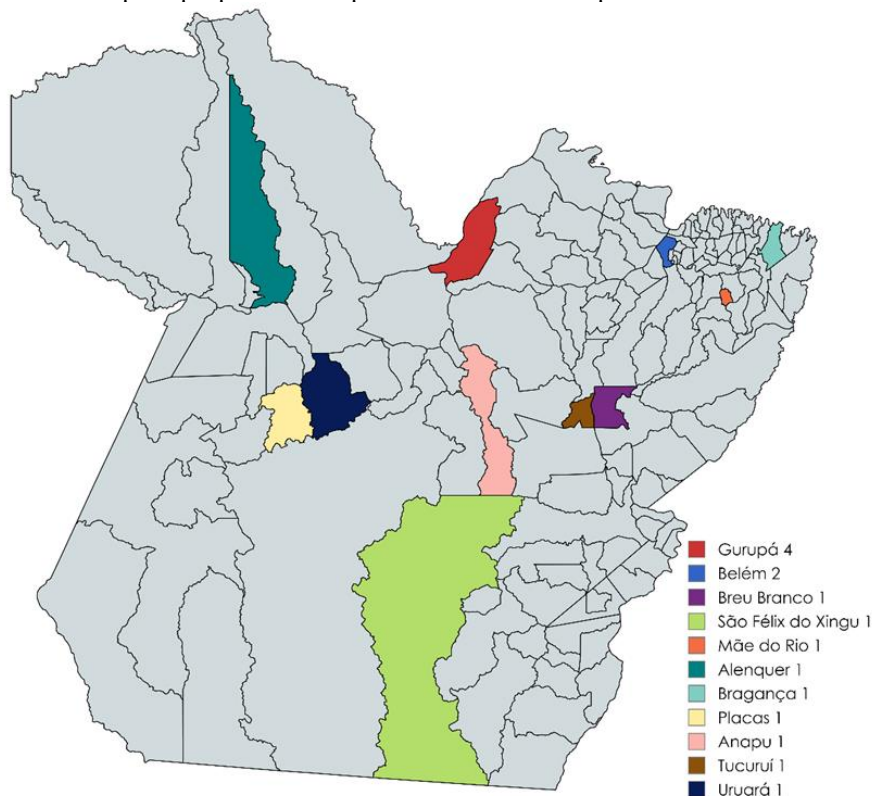 Gurupá 4
Belém 2
Breu Branco 1
São Félix do Xingu 1
Mãe do Rio 1
Alenquer 1
Bragança 1
Placas 1
Anapu 1
Tucuruí 1
Uruará 1